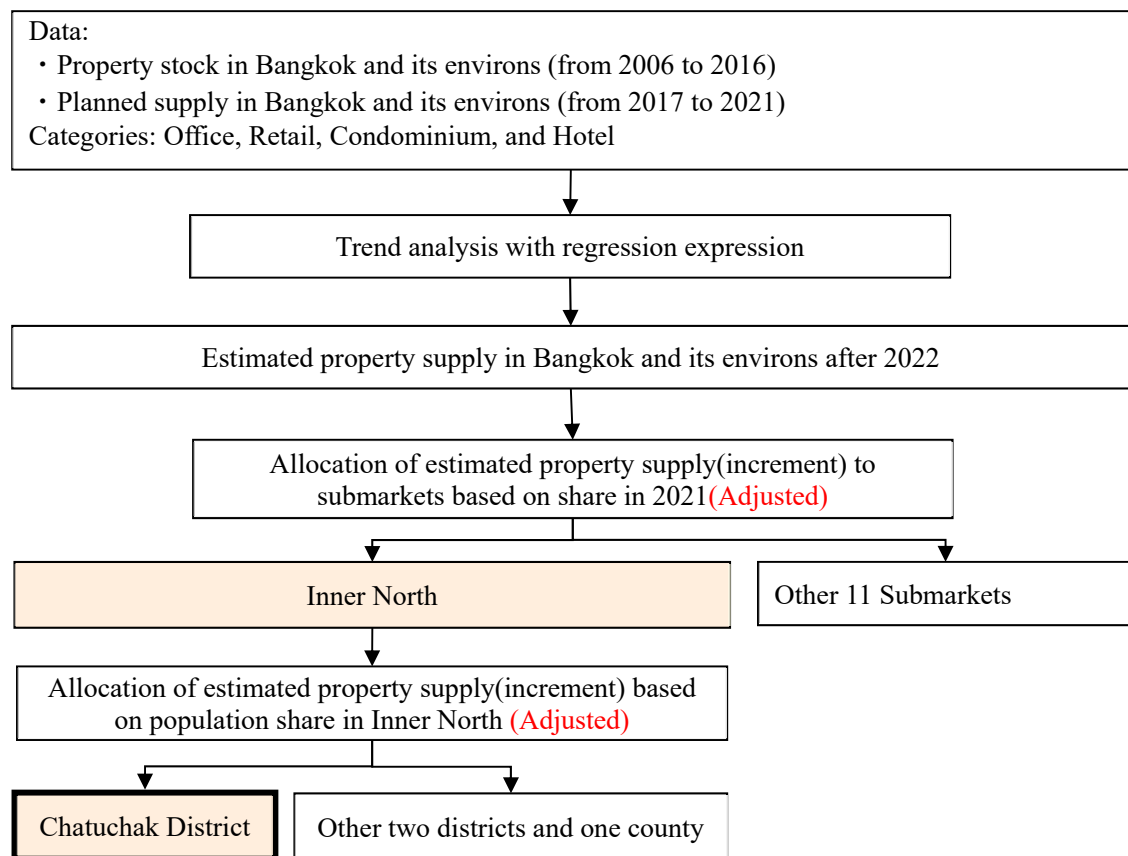 Data:
・Property stock in Bangkok and its environs (from 2006 to 2016)
・Planned supply in Bangkok and its environs (from 2017 to 2021)
Categories: Office, Retail, Condominium, and Hotel
Trend analysis with regression expression
Estimated property supply in Bangkok and its environs after 2022
Allocation of estimated property supply(increment) to
submarkets based on share in 2021(Adjusted)
Inner North
Other 11 Submarkets
Allocation of estimated property supply(increment) based
on population share in Inner North (Adjusted)
Chatuchak District
Other two districts and one county